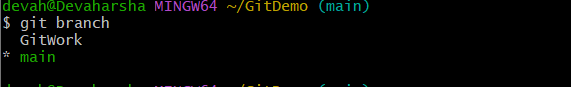 devah@Devaharsha MINGW64 ~/GitDemo (main)
$ git branch
  GitWork
* main